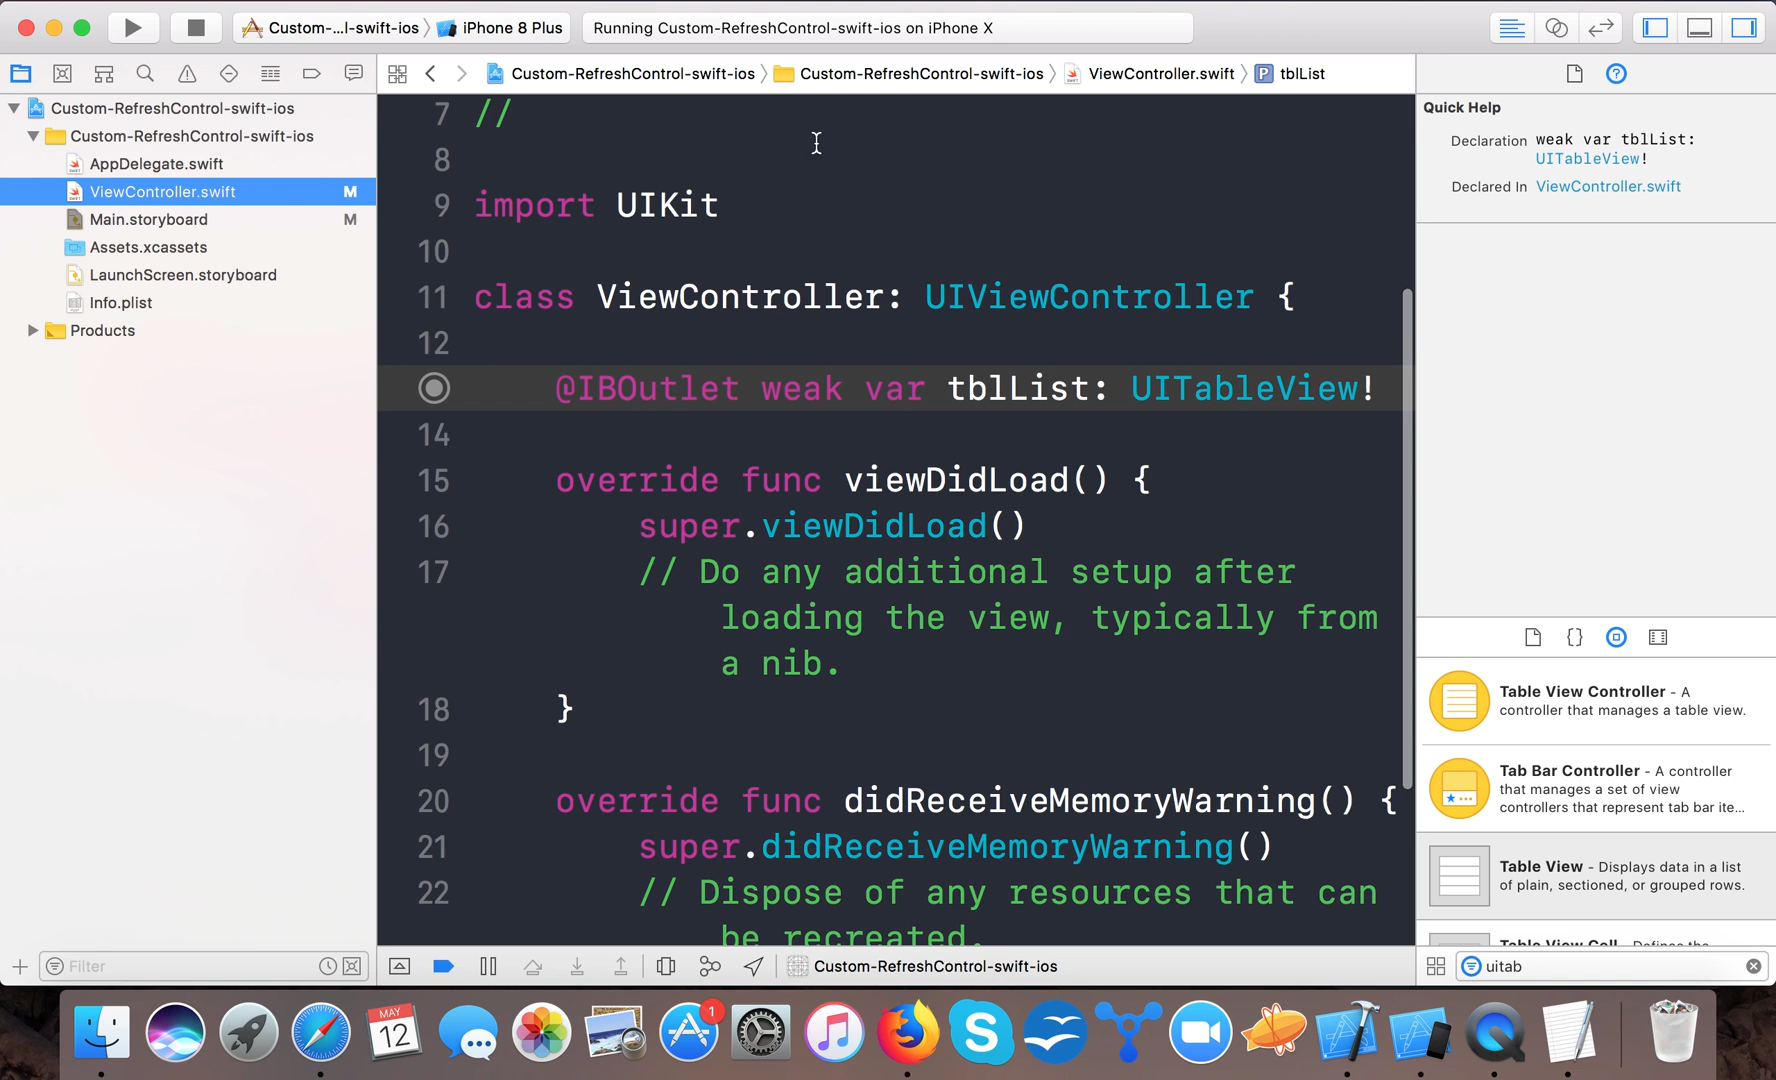 Custom-...l-swift-ios
iPhone 8 Plus
Running Custom-RefreshControl-swift-ios on iPhone X
Custom-RefreshControl-swift-ios
Custom-RefreshControl-swift-ios
ViewController.swift
P
tblList
Custom-RefreshControl-swift-ios
Custom-RefreshControl-swift-ios
AppDelegate.swift
ViewController.swift M
Main.storyboard M
Assets.xcassets
LaunchScreen.storyboard
Info.plist
Products
Filter
7 //
8
9 import UIKit
10
11 class ViewController: UIViewController {
12
@IBOutlet weak var tblList: UITableView!
14
15 override func viewDidLoad() {
16 super.viewDidLoad()
17 // Do any additional setup after
loading the view, typically from
a nib.
18 }
19
20 override func didReceiveMemoryWarning() {
21 super.didReceiveMemoryWarning()
22 // Dispose of any resources that can
be recreated.
Custom-RefreshControl-swift-ios
Quick Help
Declaration weak var tblList:
UITableView!
Declared In ViewController.swift
Table View Controller - A
controller that manages a table view.
Tab Bar Controller - A controller
that manages a set of view
controllers that represent tab bar ite...
Table View - Displays data in a list
of plain, sectioned, or grouped rows.
Table View Cell - Defines the
uitab
MAY
12
1